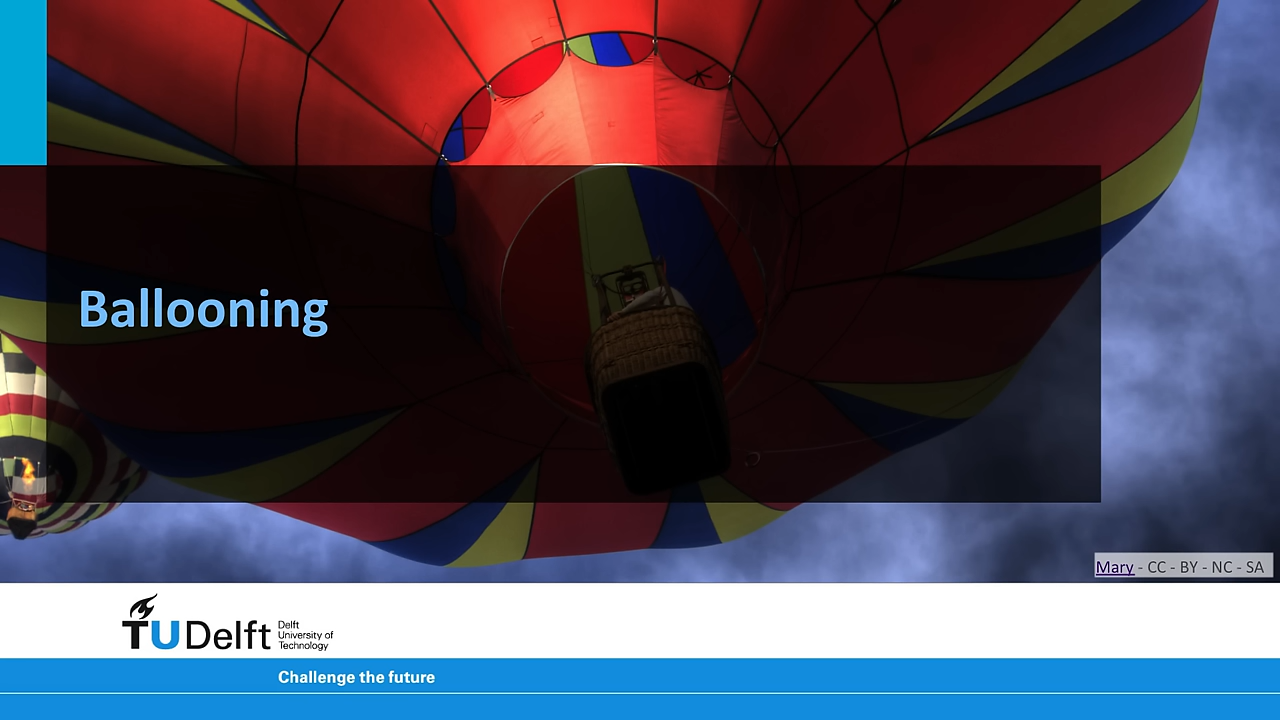 Ballooning
Mary - CC - BY - NC - SA
TUDelft
Delft
University of
Technology
Challenge the future